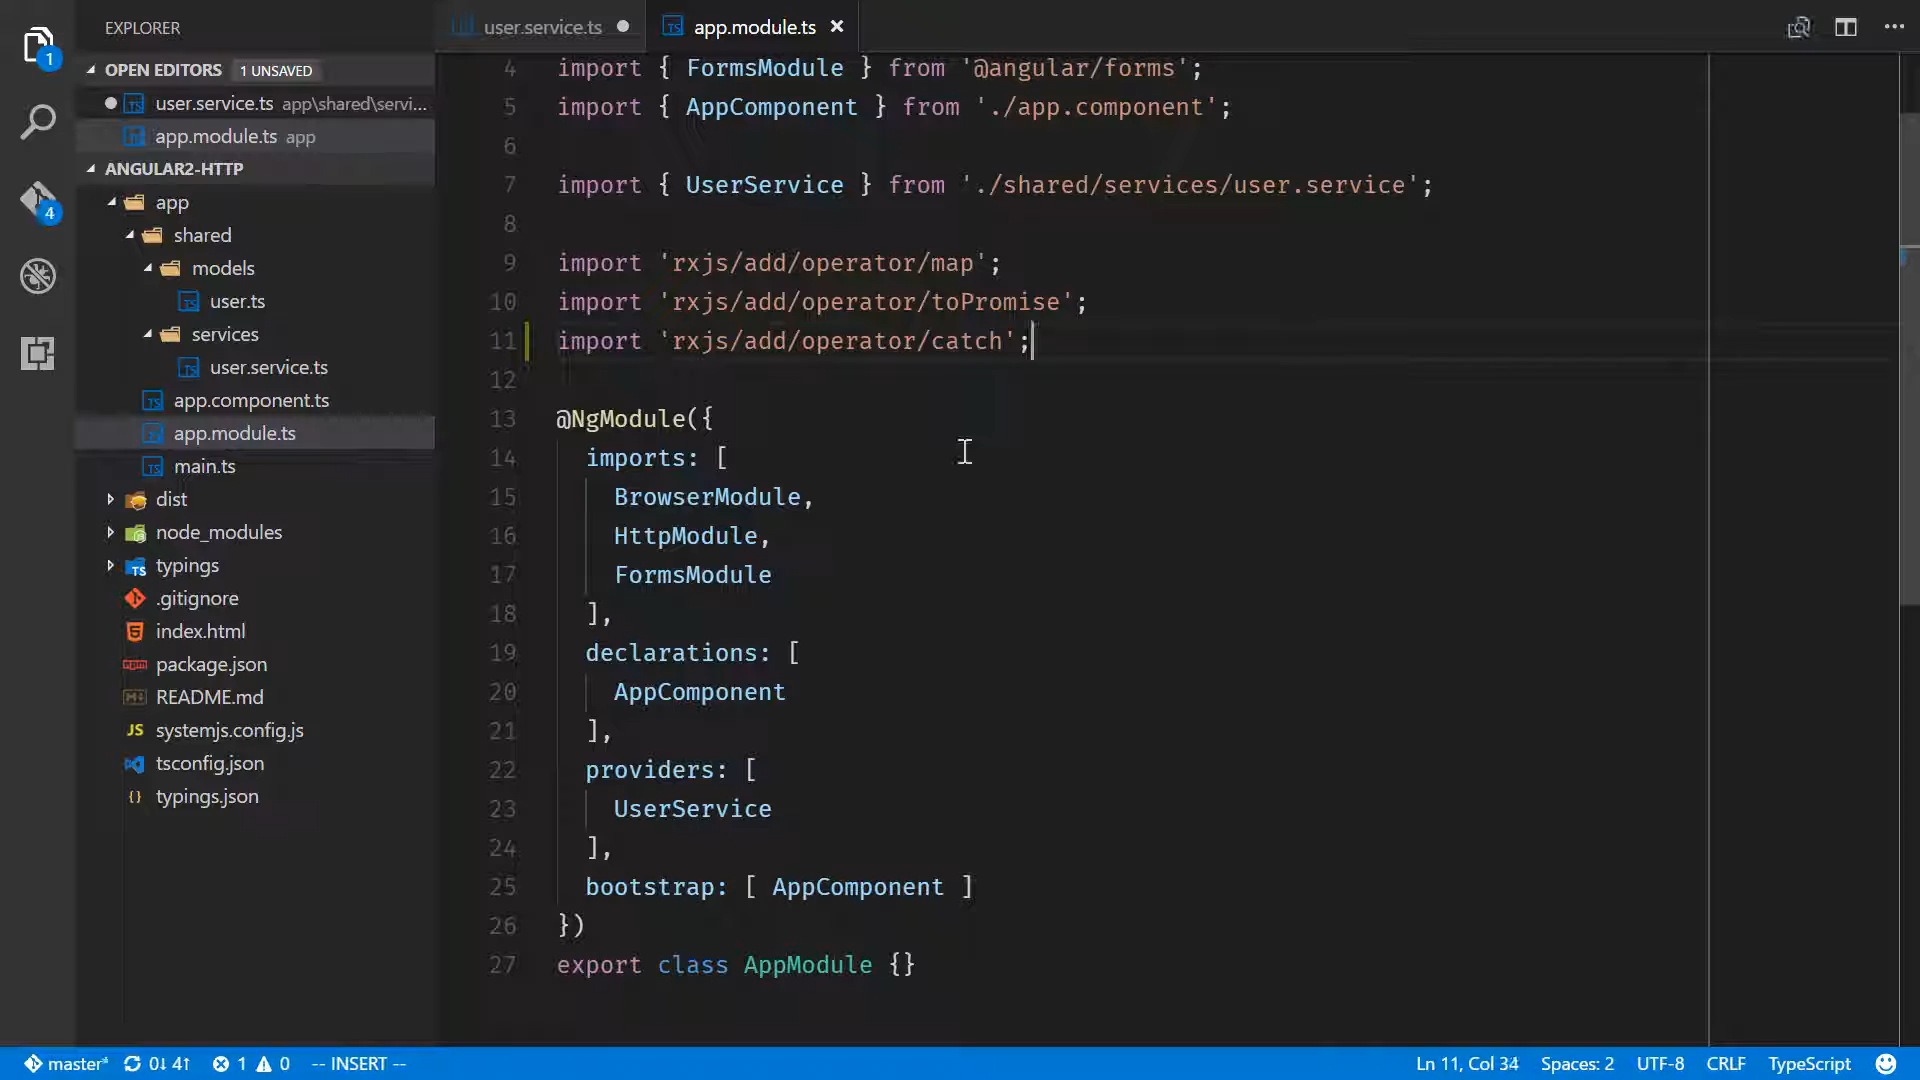 EXPLORER
OPEN EDITORS 1 UNSAVED
user.service.ts app\shared\servi...
app.module.ts app
ANGULAR2-HTTP
app
shared
models
user.ts
services
user.service.ts
app.component.ts
app.module.ts
main.ts
dist
node_modules
typings
.gitignore
index.html
package.json
README.md
systemjs.config.js
tsconfig.json
typings.json
1
4
user.service.ts
app.module.ts
4 import { FormsModule } from '@angular/forms';
5 import { AppComponent } from './app.component';
6
7 import { UserService } from './shared/services/user.service';
8
9 import 'rxjs/add/operator/map';
10 import 'rxjs/add/operator/toPromise';
11 import 'rxjs/add/operator/catch';
12
13 @NgModule({
14 imports: [
15 BrowserModule,
16 HttpModule,
17 FormsModule
18 ],
19 declarations: [
20 AppComponent
21 ],
22 providers: [
23 UserService
24 ],
25 bootstrap: [ AppComponent ]
26 })
27 export class AppModule {}
master* 0↓ 4↑ 1 0 -- INSERT -- Ln 11, Col 34 Spaces: 2 UTF-8 CRLF TypeScript